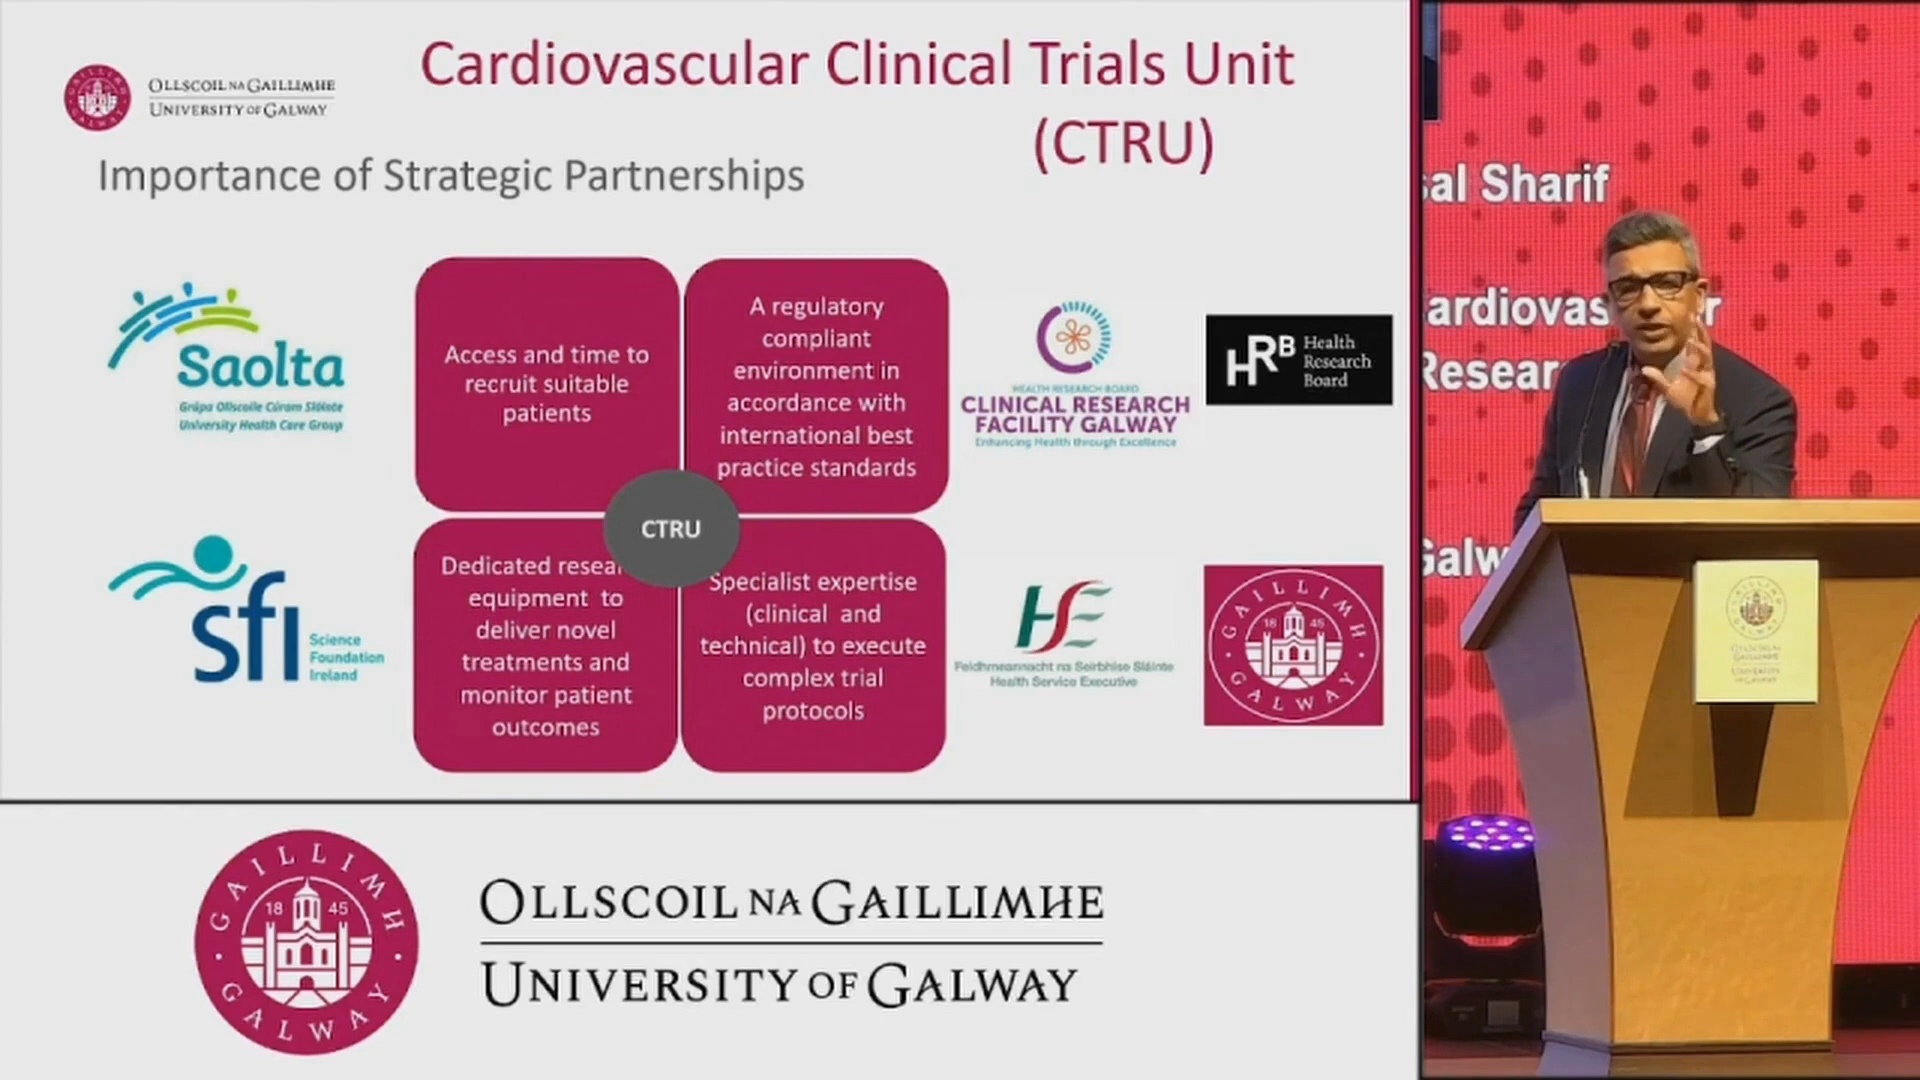 OLLSCOIL NA GAILLIMHE
UNIVERSITY OF GALWAY
Cardiovascular Clinical Trials Unit
(CTRU)
Importance of Strategic Partnerships
Saolta
Grúpa Ollscoile Cúram Sláinte
University Health Care Group
Access and time to
recruit suitable
patients
A regulatory
compliant
environment in
accordance with
international best
practice standards
HEALTH RESEARCH BOARD
CLINICAL RESEARCH
FACILITY GALWAY
Enhancing Health through Excellence
HRB Health
Research
Board
CTRU
sfi Science
Foundation
Ireland
Dedicated resear
equipment to
deliver novel
treatments and
monitor patient
outcomes
Specialist expertise
(clinical and
technical) to execute
complex trial
protocols
HSE
Feidhmeannacht na Seirbhíse Sláinte
Health Service Executive
GAILLIMH
18 45
GALWAY
sal Sharif
ardiovas r
Resear
Galw
GAILLIMH
18 45
GALWAY
OLLSCOIL NA GAILLIMHE
UNIVERSITY OF GALWAY